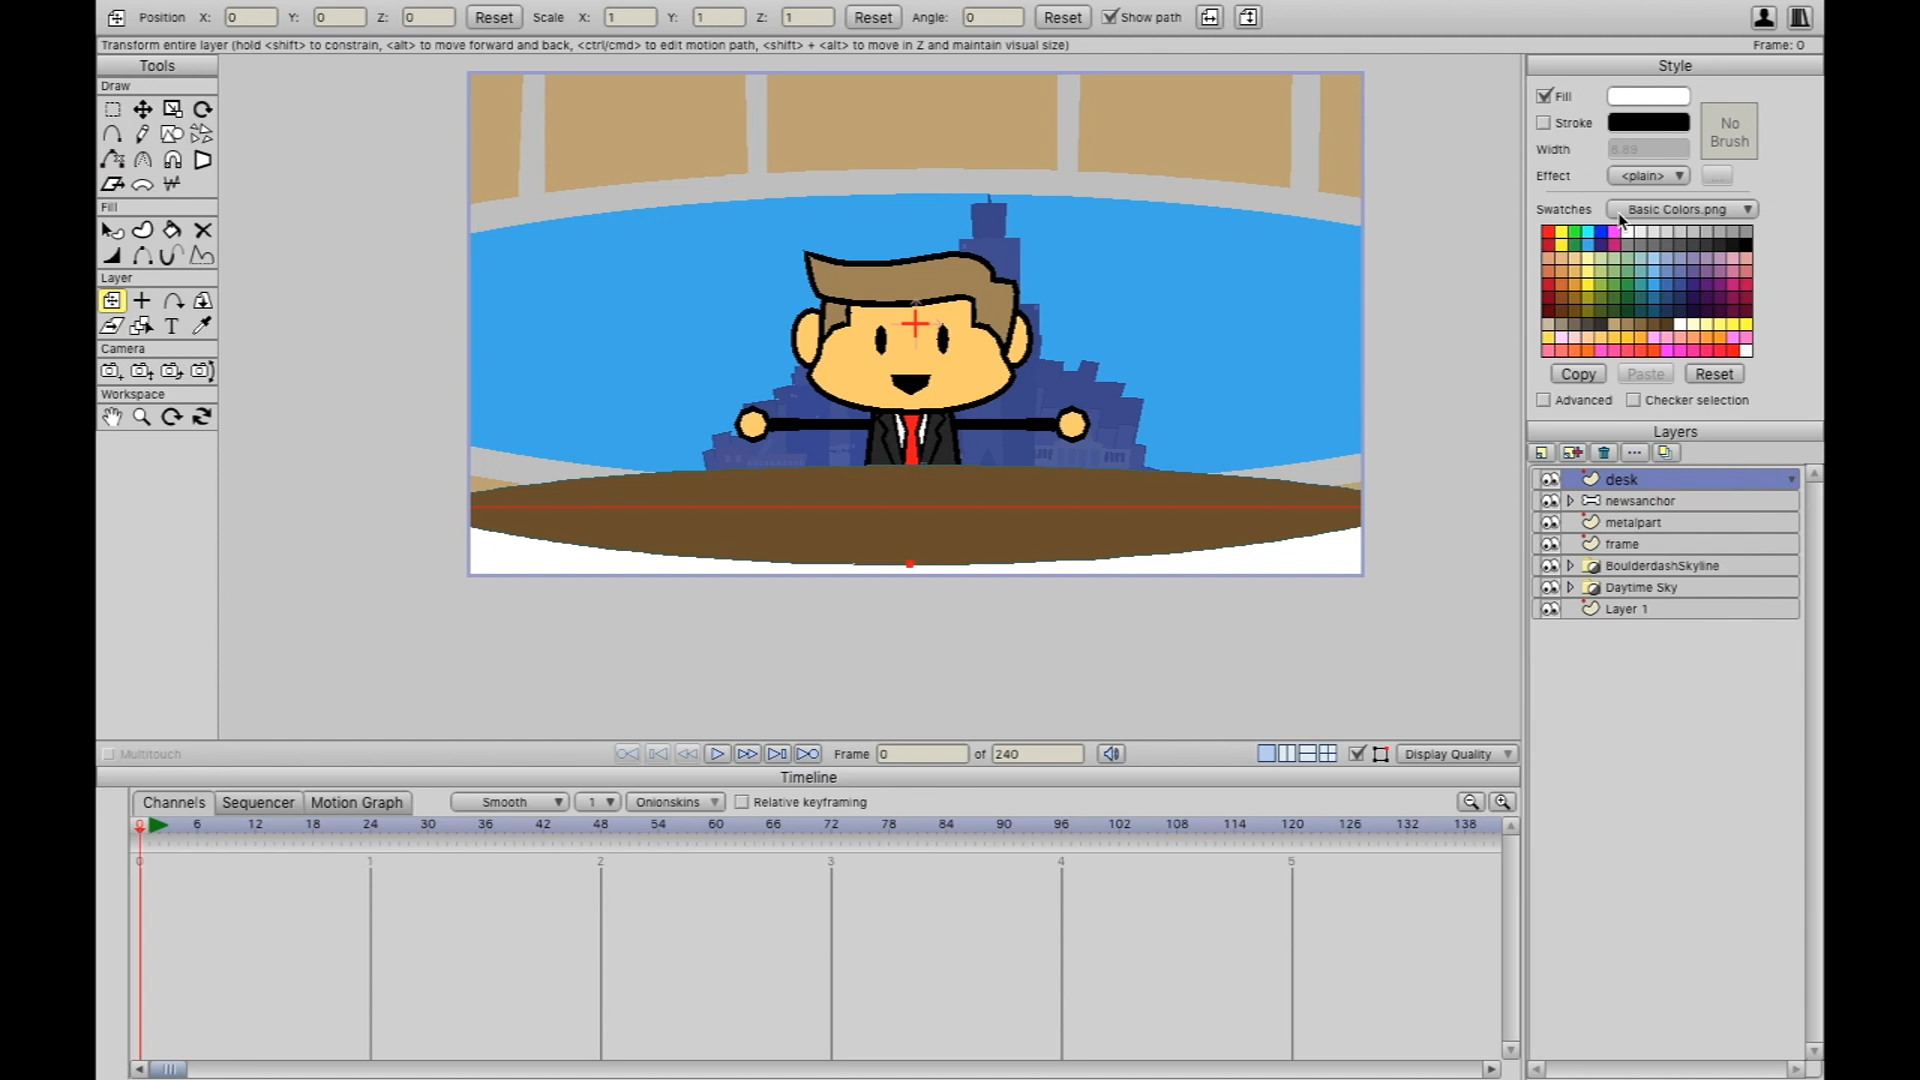 Position X: 0 Y: 0 Z: 0 Reset Scale X: 1 Y: 1 Z: 1 Reset Angle: 0 Reset Show path
Transform entire layer (hold <shift> to constrain, <alt> to move forward and back, <ctrl/cmd> to edit motion path, <shift> + <alt> to move in Z and maintain visual size) Frame: 0
Tools
Draw
Fill
Layer
T
Camera
Workspace
Style
Fill
Stroke
No Brush
Width 8.89
Effect <plain> ...
Swatches Basic Colors.png
Copy Paste Reset
Advanced Checker selection
Layers
desk
newsanchor
metalpart
frame
BoulderdashSkyline
Daytime Sky
Layer 1
Multitouch Frame 0 of 240 Display Quality
Timeline
Channels Sequencer Motion Graph Smooth 1 Onionskins Relative keyframing
0 6 12 18 24 30 36 42 48 54 60 66 72 78 84 90 96 102 108 114 120 126 132 138
0 1 2 3 4 5